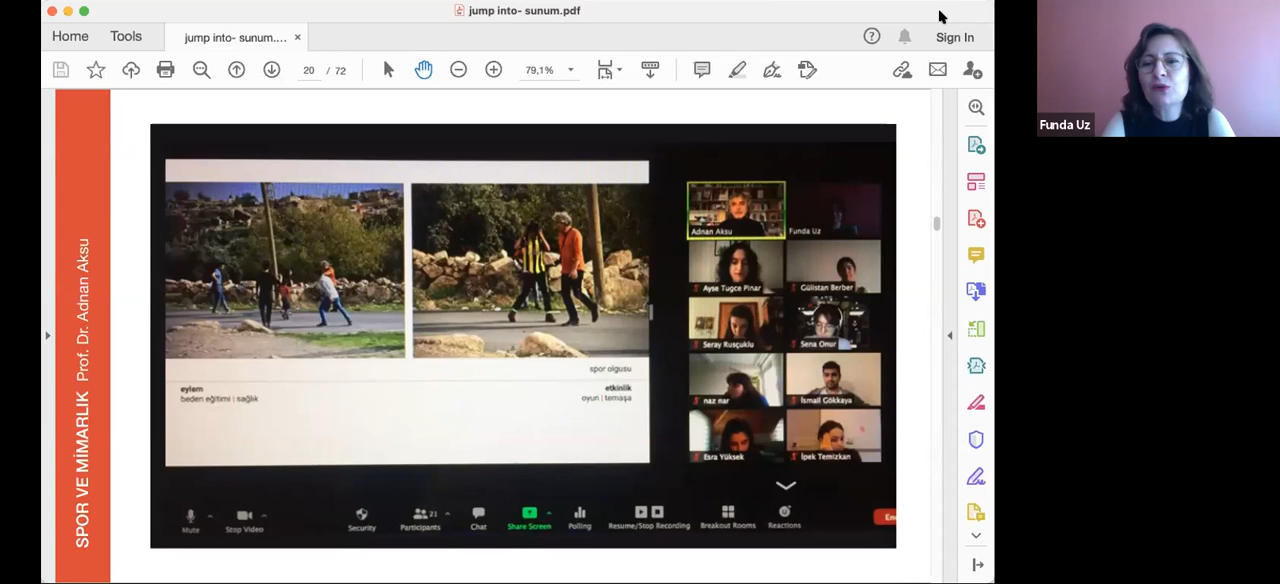 jump into- sunum.pdf
Home
Tools
jump into- sunum....
Sign In
20 / 72
79,1%
Funda Uz
SPOR VE MİMARLIK Prof. Dr. Adnan Aksu
Adnan Aksu
Funda Uz
Ayse Tugce Pinar
Gülistan Berber
Seray Rusçuklu
Sena Onur
naz nar
İsmail Gökkaya
Esra Yüksek
İpek Temizkan
spor olgusu
eylem
beden eğitimi | sağlık
etkinlik
oyun | temaşa
Mute
Stop Video
Security
Participants
21
Chat
Share Screen
Polling
Resume/Stop Recording
Breakout Rooms
Reactions